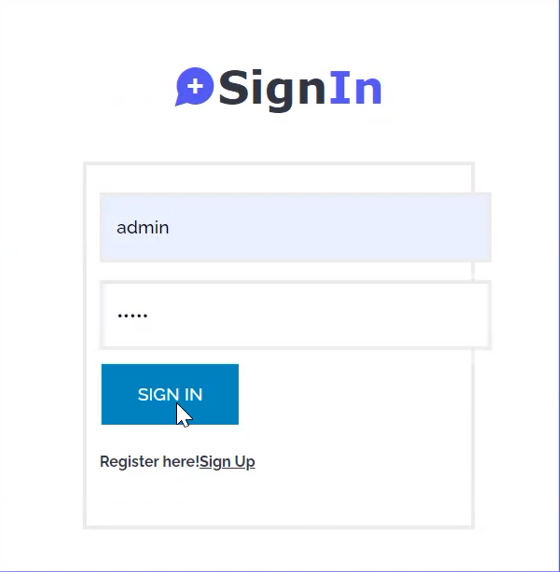 SignIn
admin
•••••
SIGN IN
Register here!Sign Up